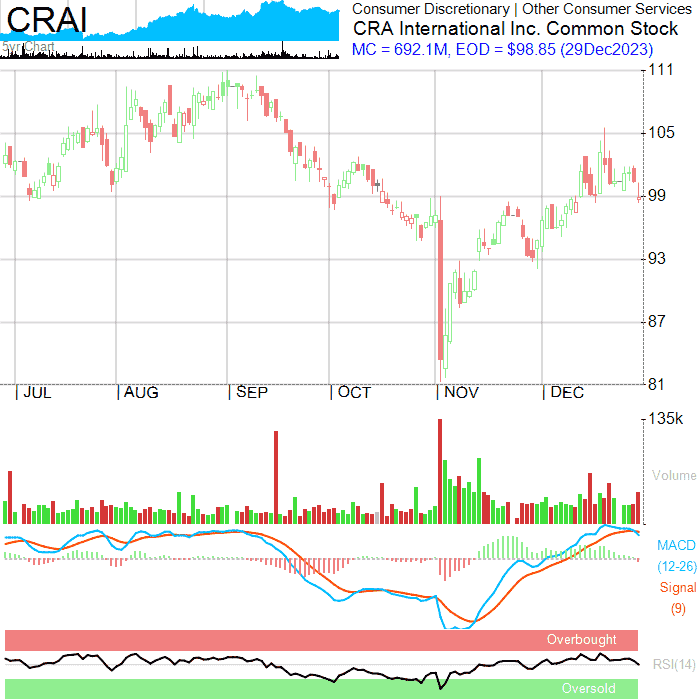 CRAI
5yr Chart
Consumer Discretionary | Other Consumer Services
CRA International Inc. Common Stock
MC = 692.1M, EOD = $98.85 (29Dec2023)
111
105
99
93
87
81
| JUL | AUG | SEP | OCT | NOV | DEC
135k
Volume
MACD
(12-26)
Signal
(9)
Overbought
RSI(14)
Oversold